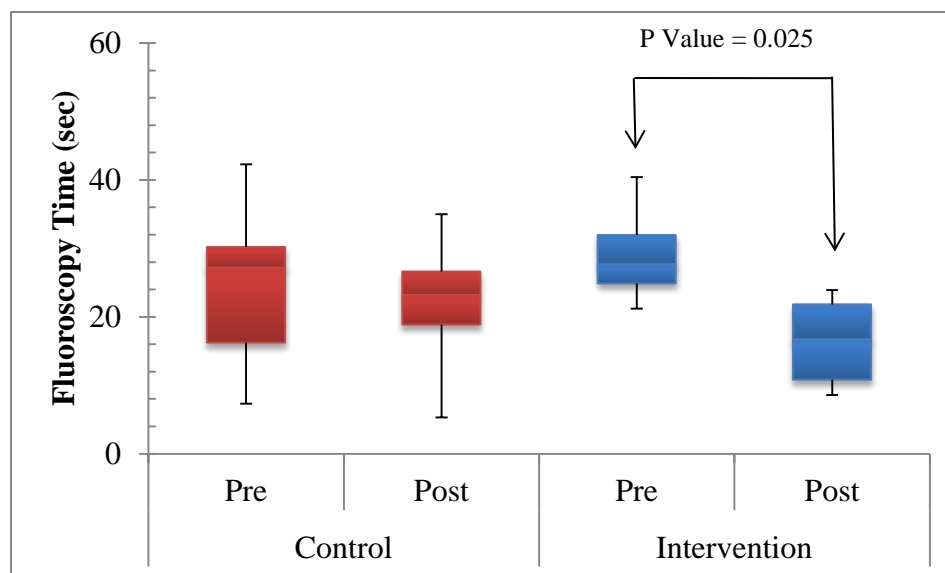 P Value = 0.025
Fluoroscopy Time (sec)
60
40
20
0
Pre Post Pre Post
Control Intervention